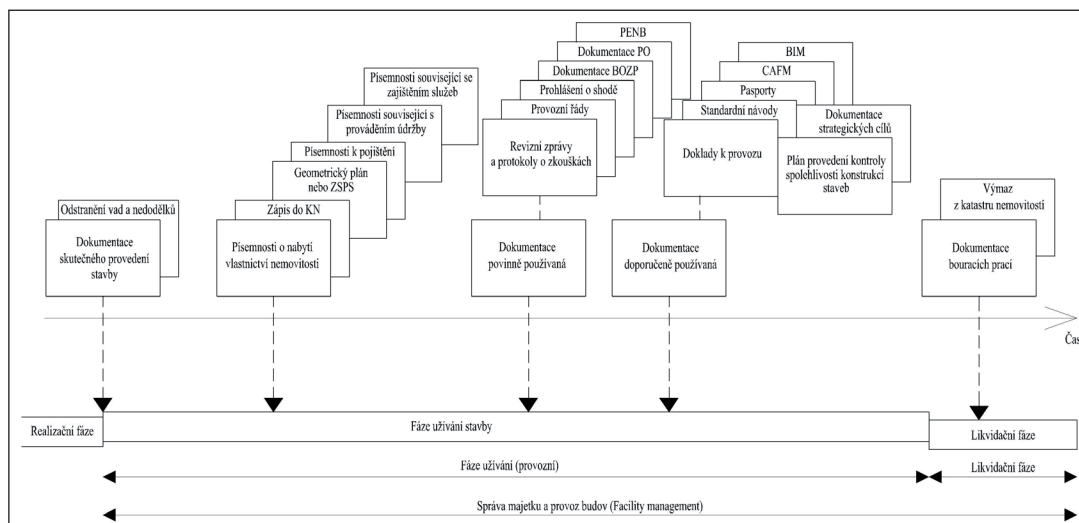 PENB
Dokumentace PO
Dokumentace BOZP
Prohlášení o shodě
Provozní řády
Revizní zprávy
a protokoly o zkouškách
BIM
CAFM
Pasporty
Standardní návody
Doklady k provozu
Dokumentace
strategických cílů
Plán provedení kontroly
spolehlivosti konstrukcí
staveb
Písemnosti související se
zajištěním služeb
Písemnosti související s
prováděním údržby
Písemnosti k pojištění
Geometrický plán
nebo ZSPS
Zápis do KN
Písemnosti o nabytí
vlastnictví nemovitosti
Odstranění vad a nedodělků
Dokumentace
skutečného provedení
stavby
Dokumentace
povinně používaná
Dokumentace
doporučeně používaná
Výmaz
z katastru nemovitostí
Dokumentace
bouracích prací
Čas
Realizační fáze
Fáze užívání stavby
Likvidační fáze
Fáze užívání (provozní)
Likvidační fáze
Správa majetku a provoz budov (Facility management)